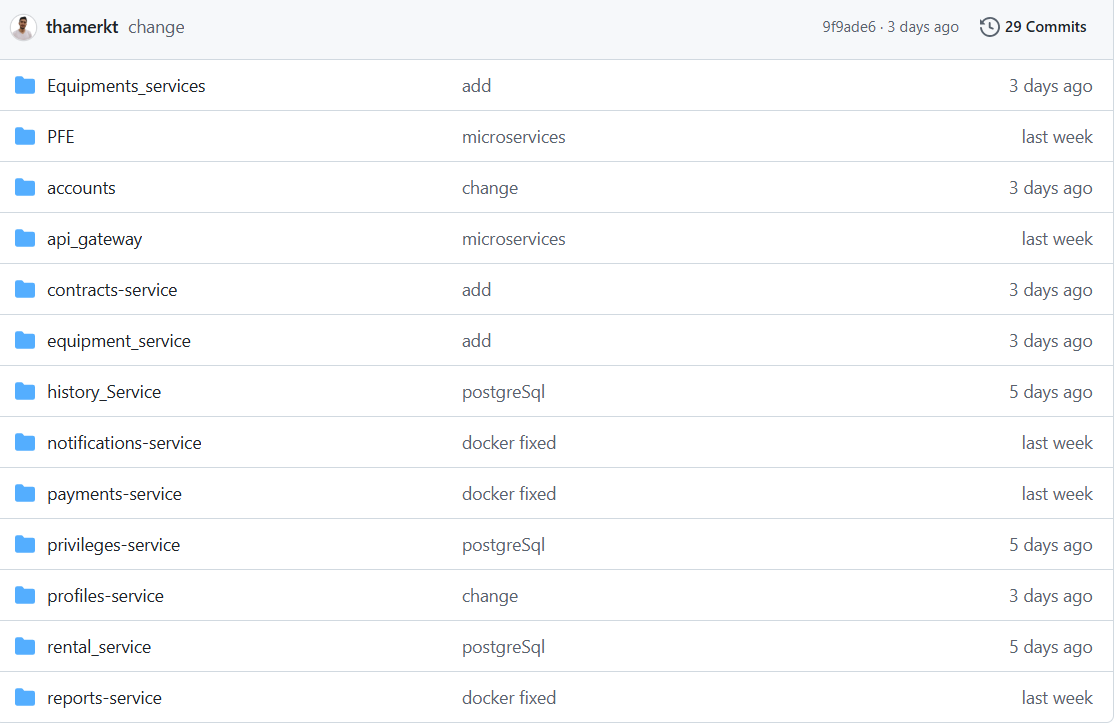 thamerkt change 9f9ade6 · 3 days ago 29 Commits
Equipments_services add 3 days ago
PFE microservices last week
accounts change 3 days ago
api_gateway microservices last week
contracts-service add 3 days ago
equipment_service add 3 days ago
history_Service postgreSql 5 days ago
notifications-service docker fixed last week
payments-service docker fixed last week
privileges-service postgreSql 5 days ago
profiles-service change 3 days ago
rental_service postgreSql 5 days ago
reports-service docker fixed last week